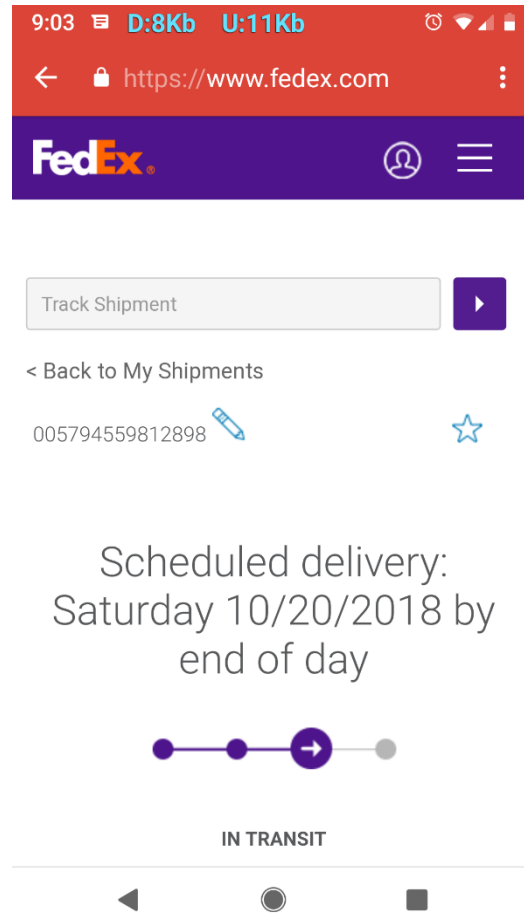 9:03 D:8Kb U:11Kb
https://www.fedex.com
FedEx®
Track Shipment
< Back to My Shipments
005794559812898
Scheduled delivery:
Saturday 10/20/2018 by
end of day
IN TRANSIT